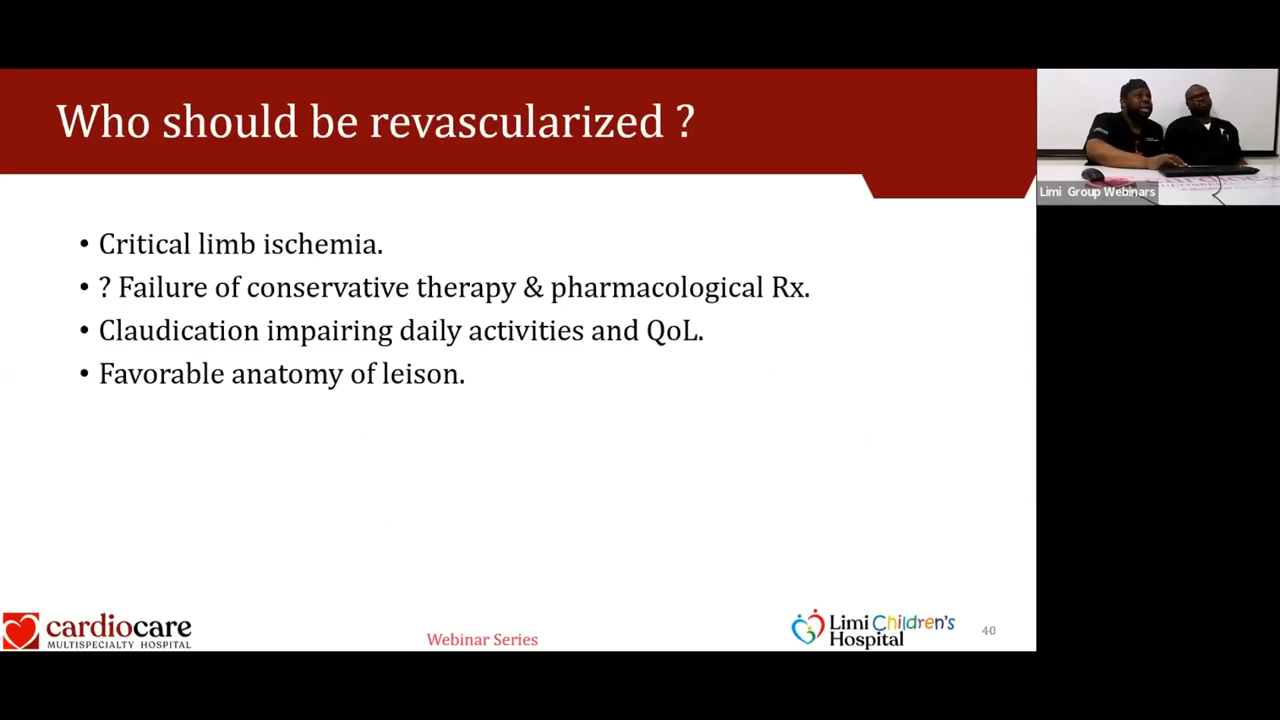 Who should be revascularized ?
Limi Group Webinars
• Critical limb ischemia.
• ? Failure of conservative therapy & pharmacological Rx.
• Claudication impairing daily activities and QoL.
• Favorable anatomy of leison.
cardiocare
MULTISPECIALTY HOSPITAL
Webinar Series
Limi Children's
Hospital
40